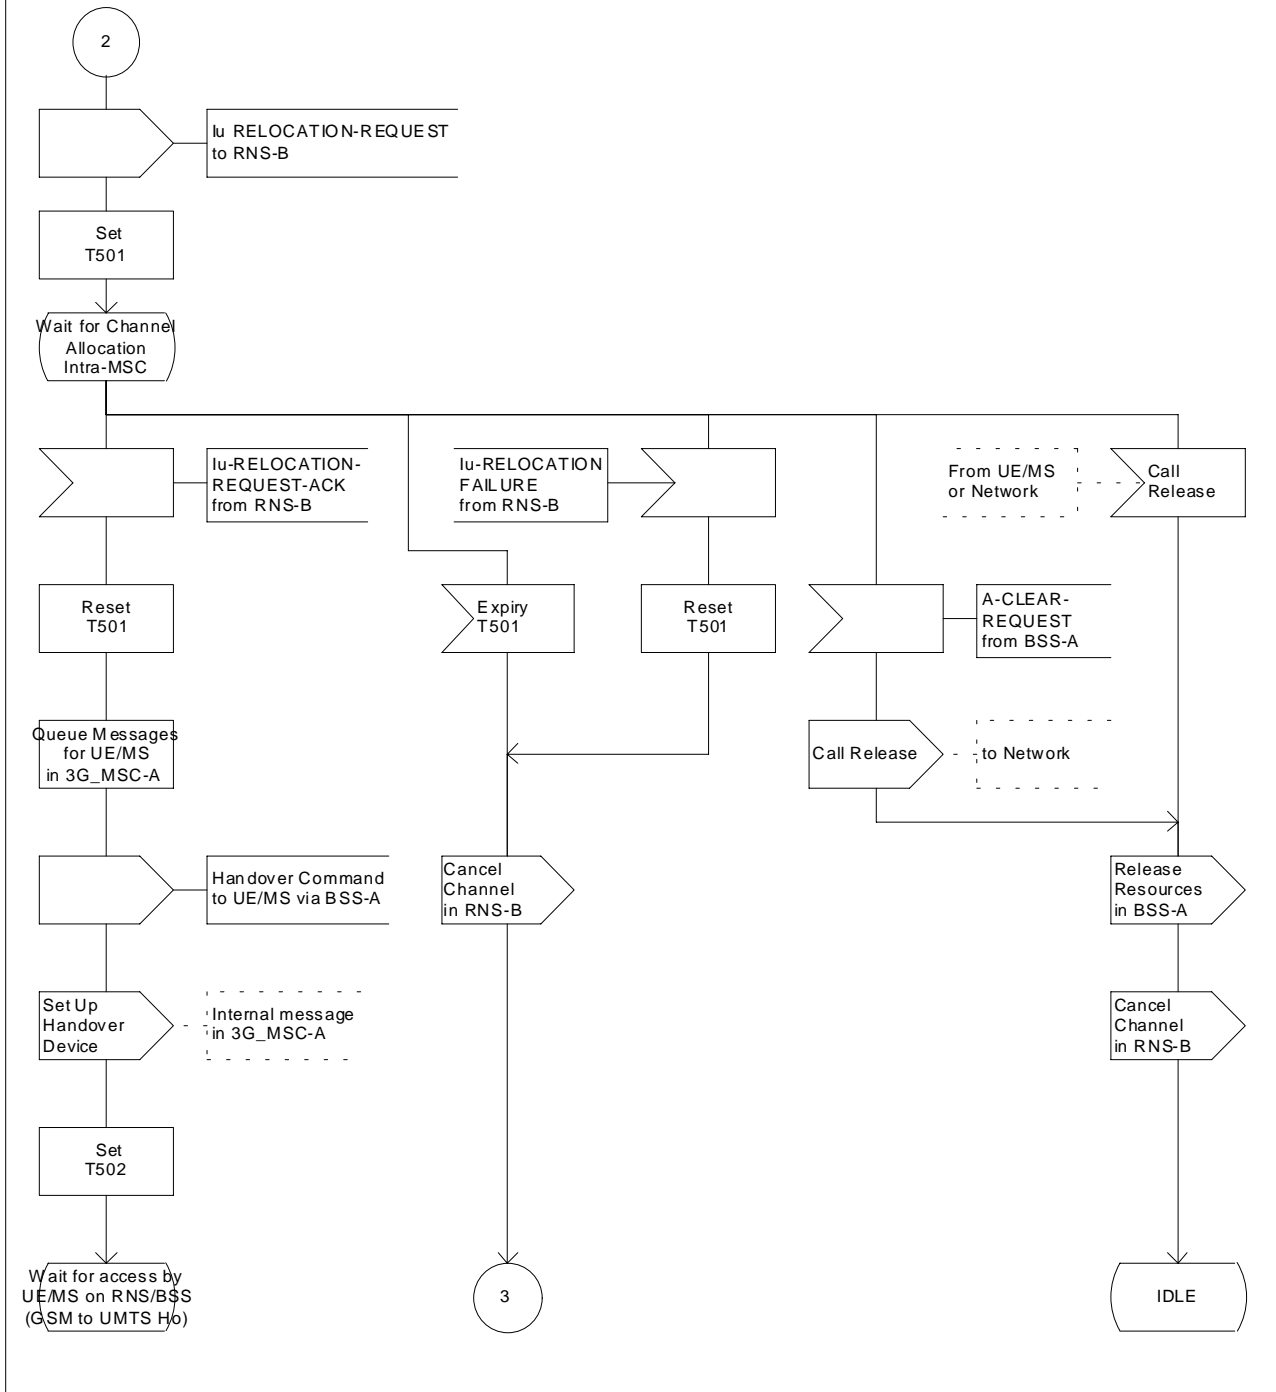 2
Iu RELOCATION-REQUEST
to RNS-B
Set
T501
Wait for Channel
Allocation
Intra-MSC
Iu-RELOCATION-
REQUEST-ACK
from RNS-B
Iu-RELOCATION
FAILURE
from RNS-B
From UE/MS
or Network
Call
Release
Reset
T501
Expiry
T501
Reset
T501
A-CLEAR-
REQUEST
from BSS-A
Queue Messages
for UE/MS
in 3G_MSC-A
Call Release
to Network
Handover Command
to UE/MS via BSS-A
Cancel
Channel
in RNS-B
Release
Resources
in BSS-A
Set Up
Handover
Device
Internal message
in 3G_MSC-A
Cancel
Channel
in RNS-B
Set
T502
Wait for access by
UE/MS on RNS/BSS
(GSM to UMTS Ho)
3
IDLE